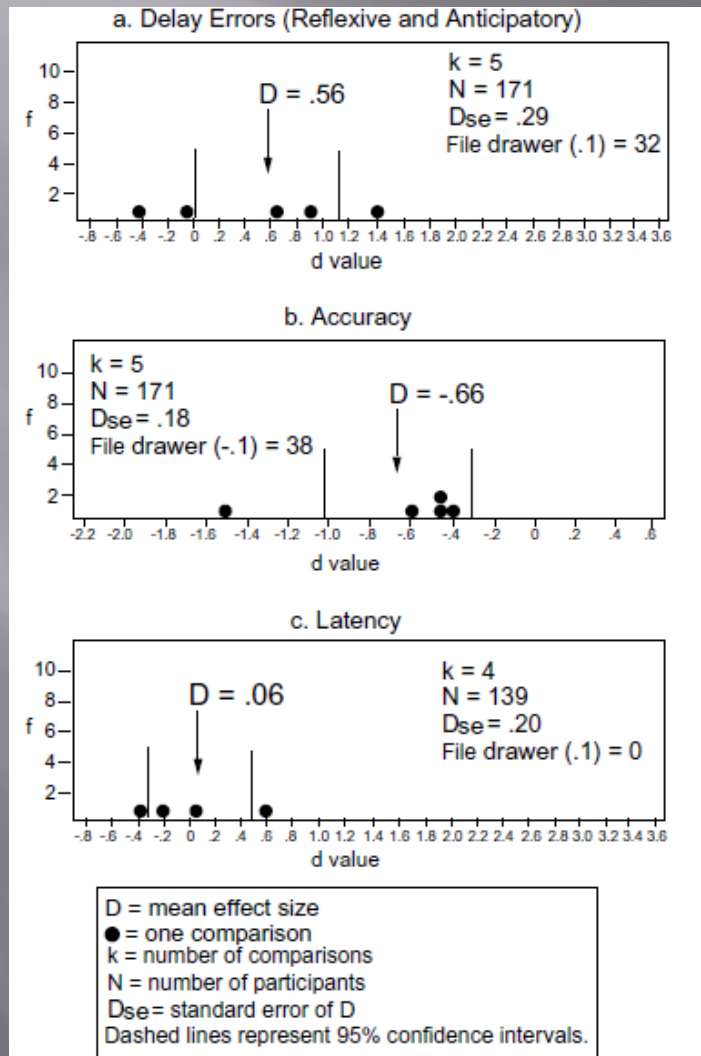 a. Delay Errors (Reflexive and Anticipatory)
k = 5
N = 171
Dse = .29
File drawer (.1) = 32
D = .56
10
8
f
6
4
2
-.8 -.6 -.4 -.2 0 .2 .4 .6 .8 1.0 1.2 1.4 1.6 1.8 2.0 2.2 2.4 2.6 2.8 3.0 3.2 3.4 3.6
d value
b. Accuracy
k = 5
N = 171
Dse = .18
File drawer (-.1) = 38
D = -.66
10
8
f
6
4
2
-2.2 -2.0 -1.8 -1.6 -1.4 -1.2 -1.0 -.8 -.6 -.4 -.2 0 .2 .4 .6
d value
c. Latency
k = 4
N = 139
Dse = .20
File drawer (.1) = 0
D = .06
10
8
f
6
4
2
-.8 -.6 -.4 -.2 0 .2 .4 .6 .8 1.0 1.2 1.4 1.6 1.8 2.0 2.2 2.4 2.6 2.8 3.0 3.2 3.4 3.6
d value
D = mean effect size
● = one comparison
k = number of comparisons
N = number of participants
Dse = standard error of D
Dashed lines represent 95% confidence intervals.